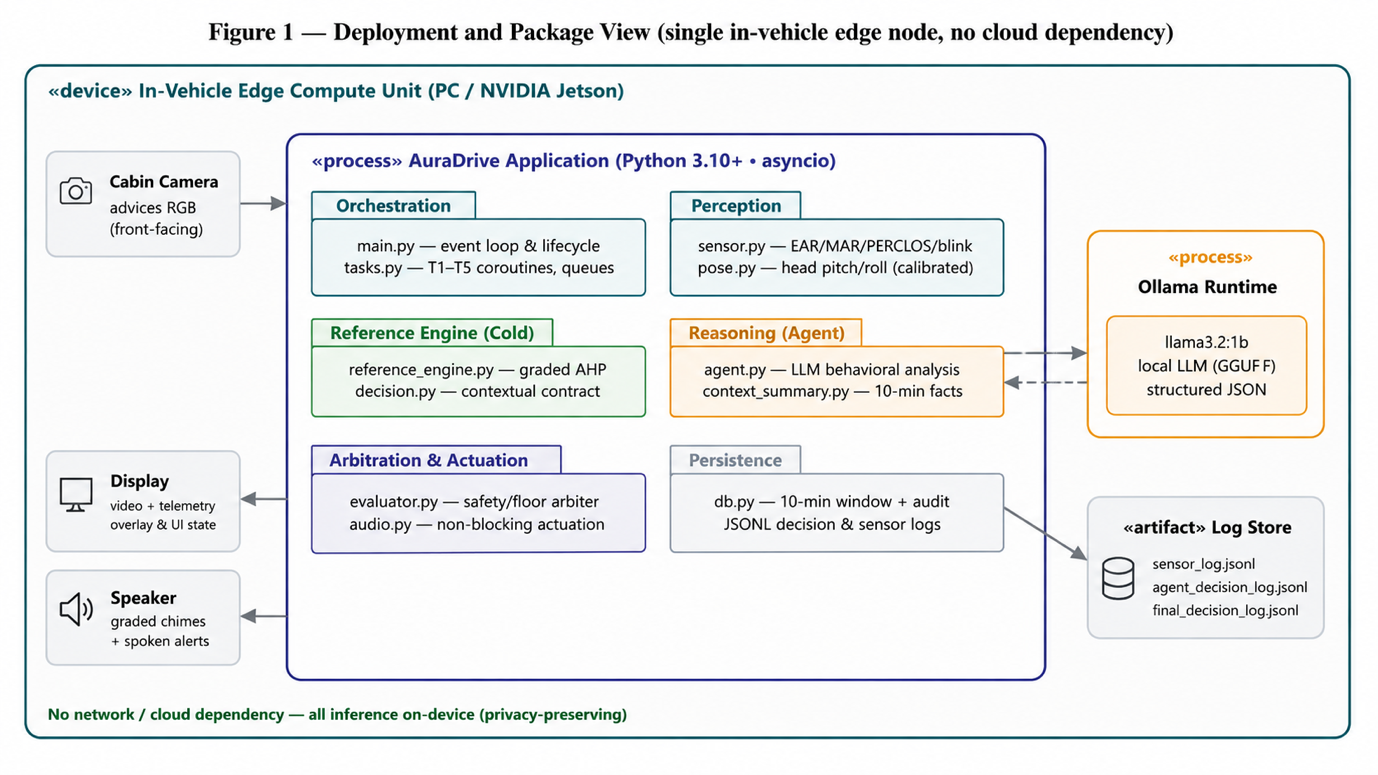 Figure 1 — Deployment and Package View (single in-vehicle edge node, no cloud dependency)
«device» In-Vehicle Edge Compute Unit (PC / NVIDIA Jetson)
Cabin Camera
advices RGB
(front-facing)
«process» AuraDrive Application (Python 3.10+ • asyncio)
Orchestration
main.py — event loop & lifecycle
tasks.py — T1–T5 coroutines, queues
Perception
sensor.py — EAR/MAR/PERCLOS/blink
pose.py — head pitch/roll (calibrated)
Reference Engine (Cold)
reference_engine.py — graded AHP
decision.py — contextual contract
Reasoning (Agent)
agent.py — LLM behavioral analysis
context_summary.py — 10-min facts
«process»
Ollama Runtime
llama3.2:1b
local LLM (GGUF F)
structured JSON
Display
video + telemetry
overlay & UI state
Arbitration & Actuation
evaluator.py — safety/floor arbiter
audio.py — non-blocking actuation
Persistence
db.py — 10-min window + audit
JSONL decision & sensor logs
«artifact» Log Store
sensor_log.jsonl
agent_decision_log.jsonl
final_decision_log.jsonl
Speaker
graded chimes
+ spoken alerts
No network / cloud dependency — all inference on-device (privacy-preserving)